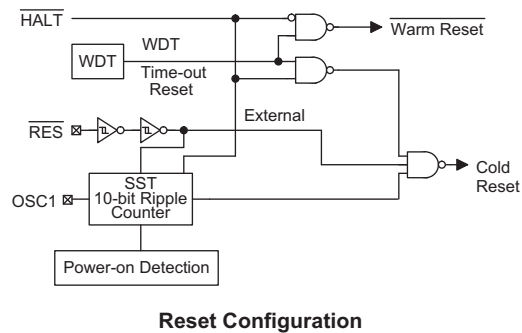 HALT
WDT
Warm Reset
WDT
Time-out
Reset
RES
External
Cold
Reset
SST
10-bit Ripple
Counter
OSC1
Power-on Detection
Reset Configuration